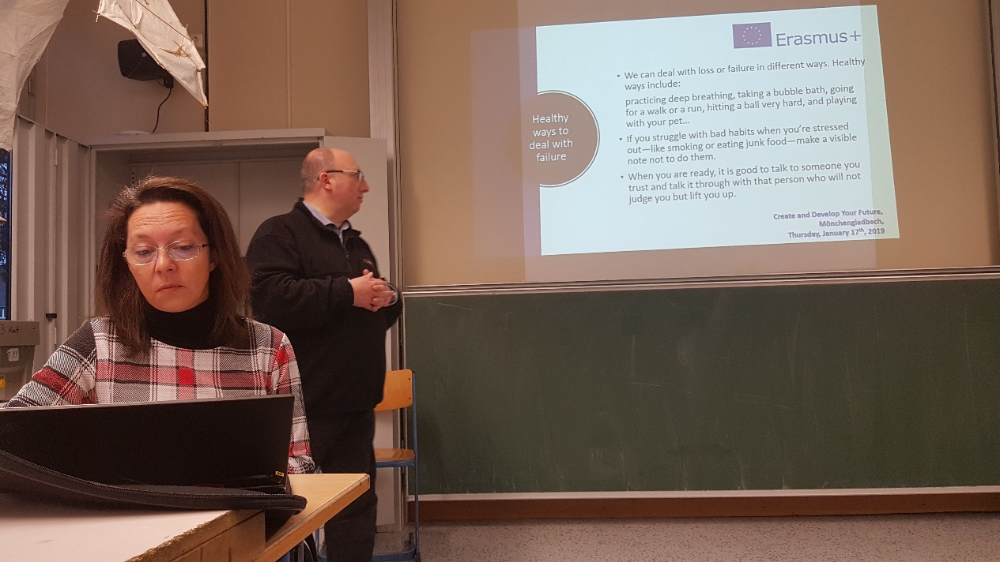 Erasmus+
Healthy
ways to
deal with
failure
• We can deal with loss or failure in different ways. Healthy
ways include:
practicing deep breathing, taking a bubble bath, going
for a walk or a run, hitting a ball very hard, and playing
with your pet...
• If you struggle with bad habits when you're stressed
out—like smoking or eating junk food—make a visible
note not to do them.
• When you are ready, it is good to talk to someone you
trust and talk it through with that person who will not
judge you but lift you up.
Create and Develop Your Future,
Mönchengladbach,
Thursday, January 17th, 2019